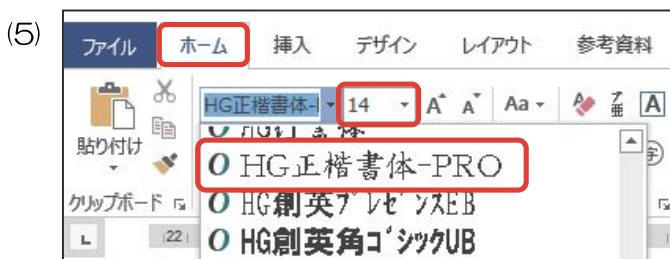 (5)
ファイル ホーム 挿入 デザイン レイアウト 参考資料
HG正楷書体-I 14 A A Aa ア亜 A
貼り付け
HG正楷書体-PRO
クリップボード HG創英プレゼンスEB
L 22 HG創英角ゴシックUB